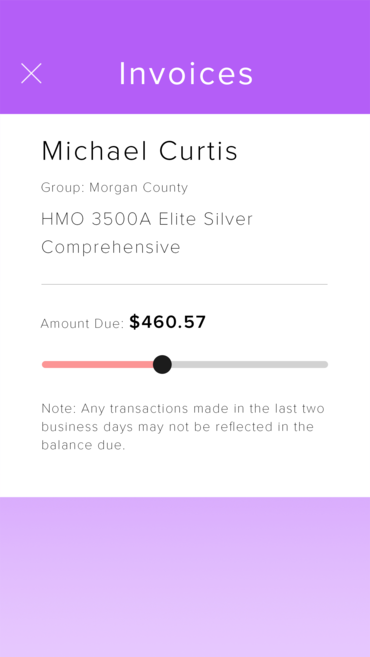 Invoices
Michael Curtis
Group: Morgan County
HMO 3500A Elite Silver
Comprehensive
Amount Due: $460.57
Note: Any transactions made in the last two
business days may not be reflected in the
balance due.